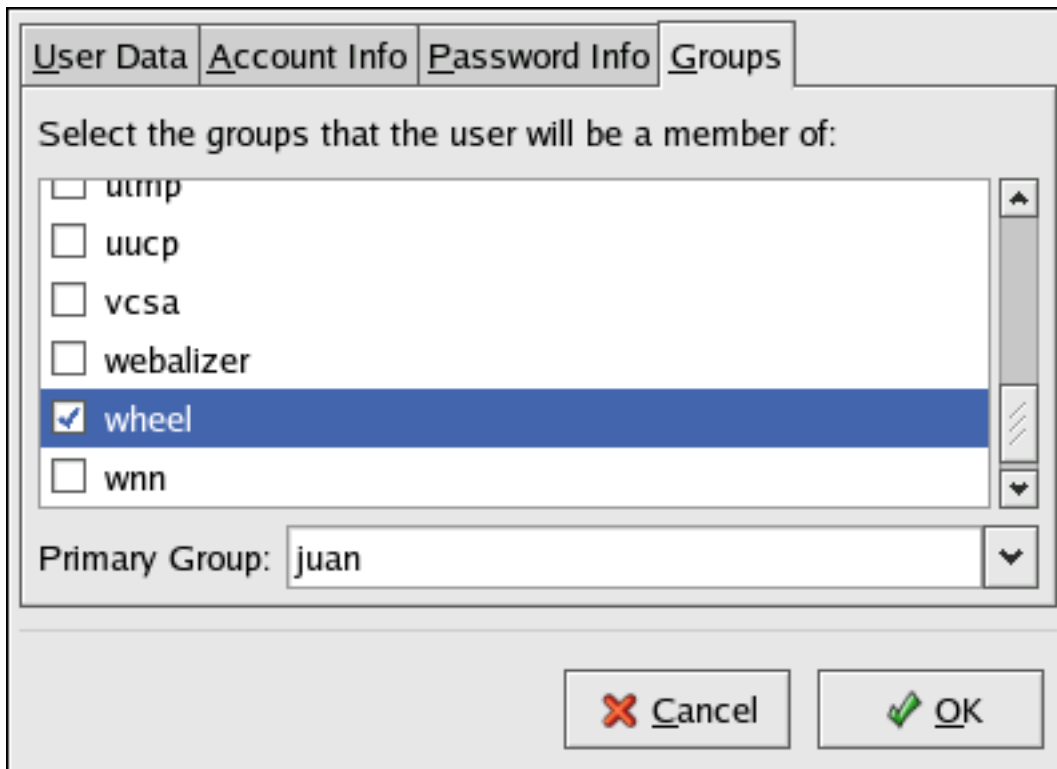 User Data Account Info Password Info Groups
Select the groups that the user will be a member of:
utmp
uucp
vcsa
webalizer
wheel
wnn
Primary Group: juan
Cancel OK